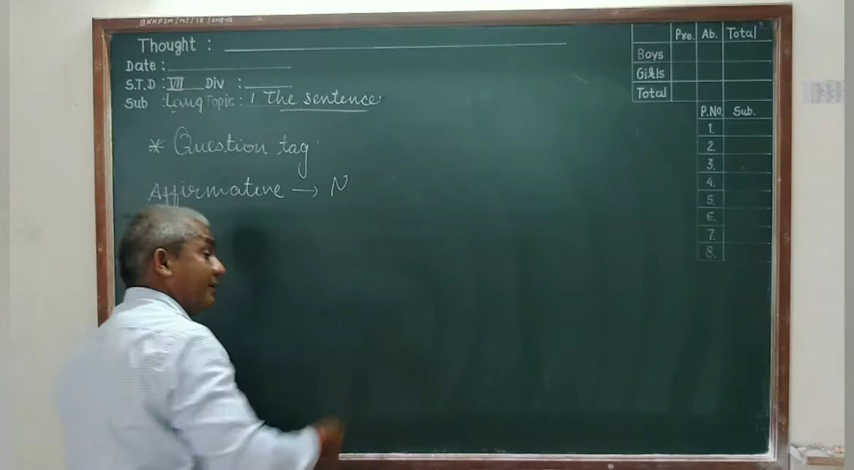 Thought :
Date :
S.T.D : VII Div :
Sub : Lang Topic : 1 The sentence
* Question tag
Affirmative → N
Pre. Ab. Total
Boys
Girls
Total
P.No. Sub.
1.
2.
3.
4.
5.
6.
7.
8.